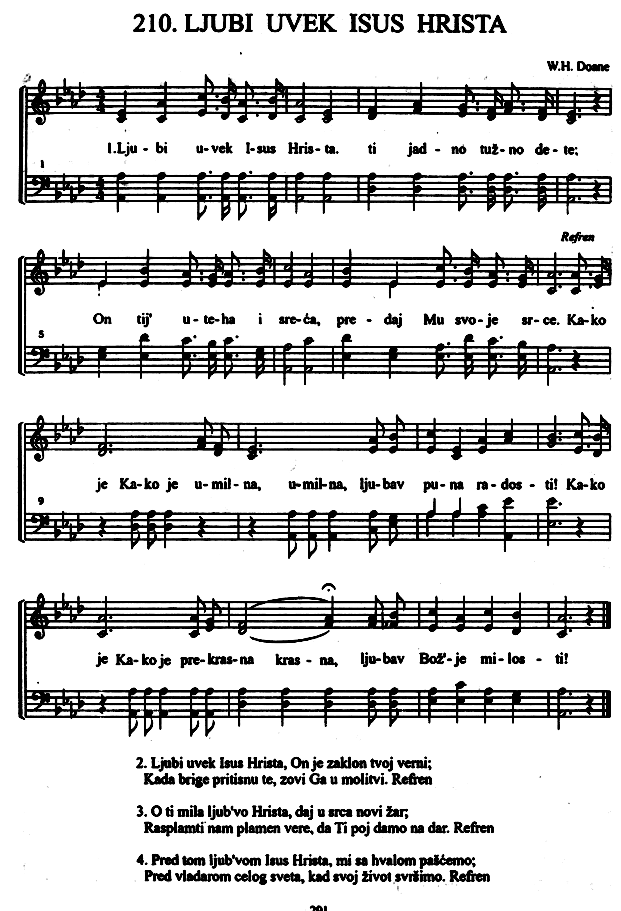 210. LJUBI UVEK ISUS HRISTA
W.H. Doane
1.Lju - bi u-vek I-sus Hris-ta. ti jad - no tuž-no de - te;
1
Refren
On tij' u - te-ha i sre-ća, pre - daj Mu svo - je sr - ce. Ka-ko
5
je Ka-ko je u-mil-na, u-mil-na, lju-bav pu-na ra-dos - ti! Ka-ko
9
je Ka-ko je pre-kras-na kras - na, lju-bav Bož'-je mi-los - ti!
2. Ljubi uvek Isus Hrista, On je zaklon tvoj verni;
Kada brige pritisnu te, zovi Ga u molitvi. Refren
3. O ti mila ljub'vo Hrista, daj u srca novi žar;
Rasplamti nam plamen vere, da Ti poj damo na dar. Refren
4. Pred tom ljub'vom Isus Hrista, mi sa hvalom pašćemo;
Pred vladarom celog sveta, kad svoj život svršimo. Refren
291